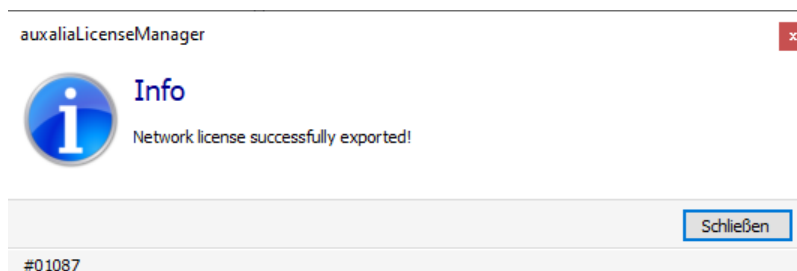 auxaliaLicenseManager
x
Info
Network license successfully exported!
Schließen
#01087